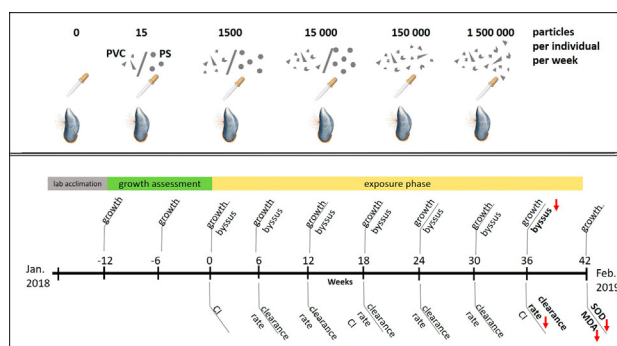 0 15 1500 15 000 150 000 1 500 000 particles
per individual
per week
PVC PS
lab acclimation growth assessment exposure phase
growth growth growth byssus growth byssus growth. byssus growth byssus growth byssus growth byssus growth byssus growth.
Jan. 2018 -12 -6 0 6 12 18 24 30 36 42 Feb. 2019
Weeks
CI clearance rate clearance rate CI clearance rate clearance rate clearance rate CI clearance rate SOD MDA